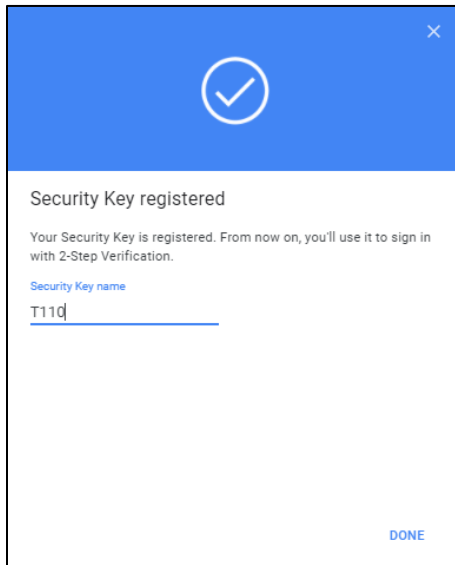 Security Key registered
Your Security Key is registered. From now on, you'll use it to sign in
with 2-Step Verification.
Security Key name
T110
DONE